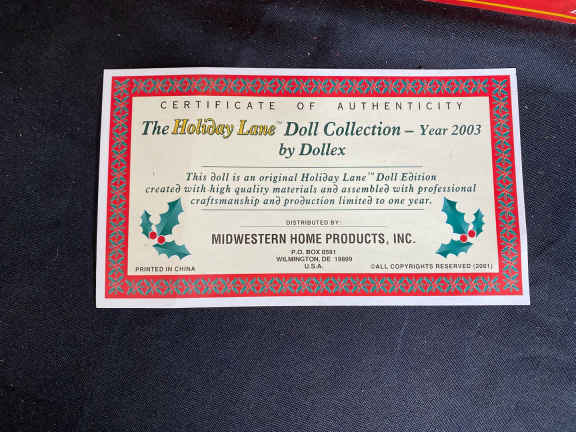 CERTIFICATE OF AUTHENTICITY
The Holiday Lane™ Doll Collection – Year 2003
by Dollex
This doll is an original Holiday Lane™ Doll Edition
created with high quality materials and assembled with professional
craftsmanship and production limited to one year.
DISTRIBUTED BY:
MIDWESTERN HOME PRODUCTS, INC.
P.O. BOX 0591
WILMINGTON, DE 19899
U.S.A.
PRINTED IN CHINA
©ALL COPYRIGHTS RESERVED (2001)